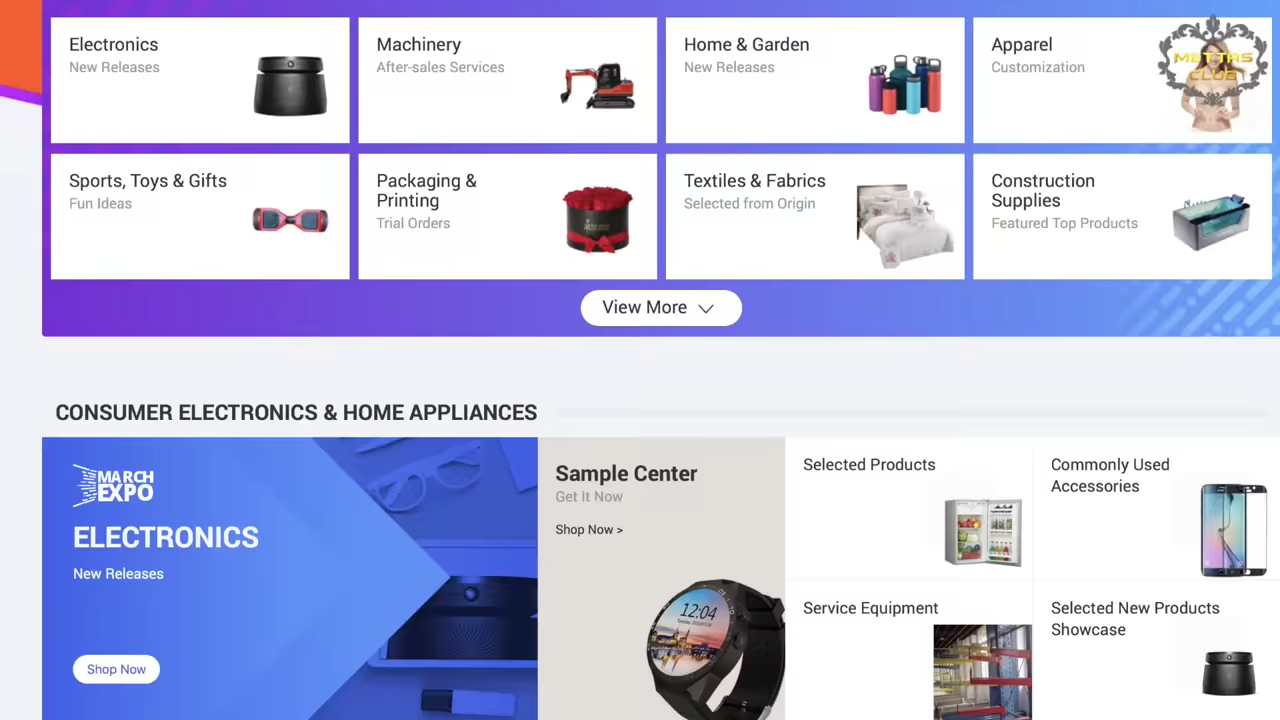 Electronics
New Releases
Machinery
After-sales Services
Home & Garden
New Releases
Apparel
Customization
METTRS
CLUB
Sports, Toys & Gifts
Fun Ideas
Packaging &
Printing
Trial Orders
Textiles & Fabrics
Selected from Origin
Construction
Supplies
Featured Top Products
View More
CONSUMER ELECTRONICS & HOME APPLIANCES
MARCH
EXPO
ELECTRONICS
New Releases
Shop Now
Sample Center
Get It Now
Shop Now >
12:04
Selected Products
Commonly Used
Accessories
Service Equipment
Selected New Products
Showcase